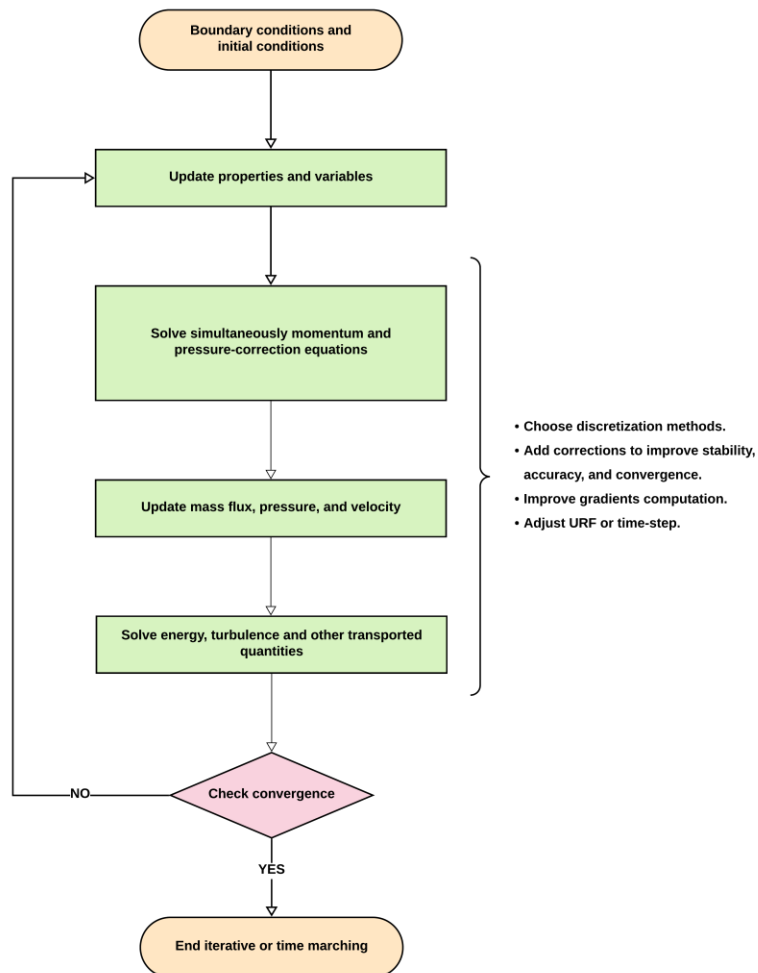 Boundary conditions and
initial conditions
Update properties and variables
Solve simultaneously momentum and
pressure-correction equations
• Choose discretization methods.
• Add corrections to improve stability,
accuracy, and convergence.
• Improve gradients computation.
• Adjust URF or time-step.
Update mass flux, pressure, and velocity
Solve energy, turbulence and other transported
quantities
Check convergence
NO
YES
End iterative or time marching